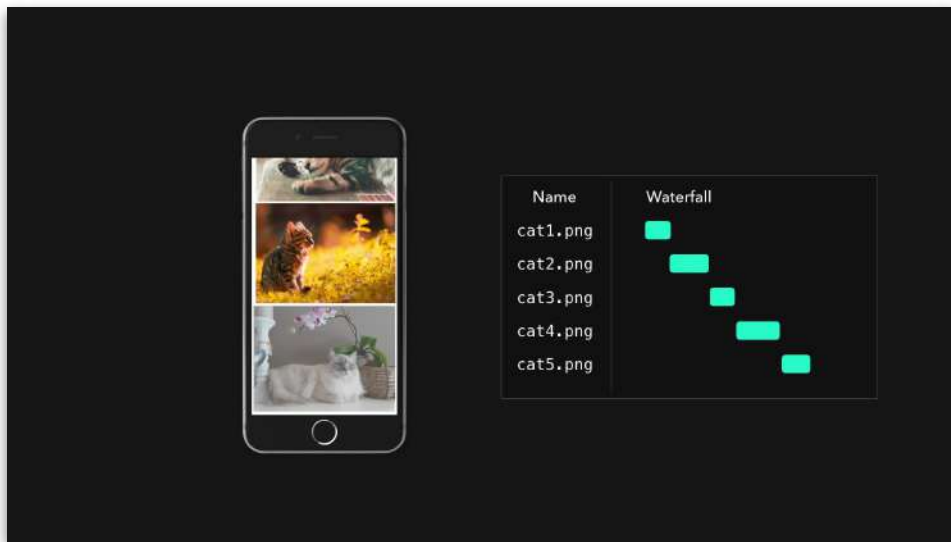 Name Waterfall
cat1.png
cat2.png
cat3.png
cat4.png
cat5.png